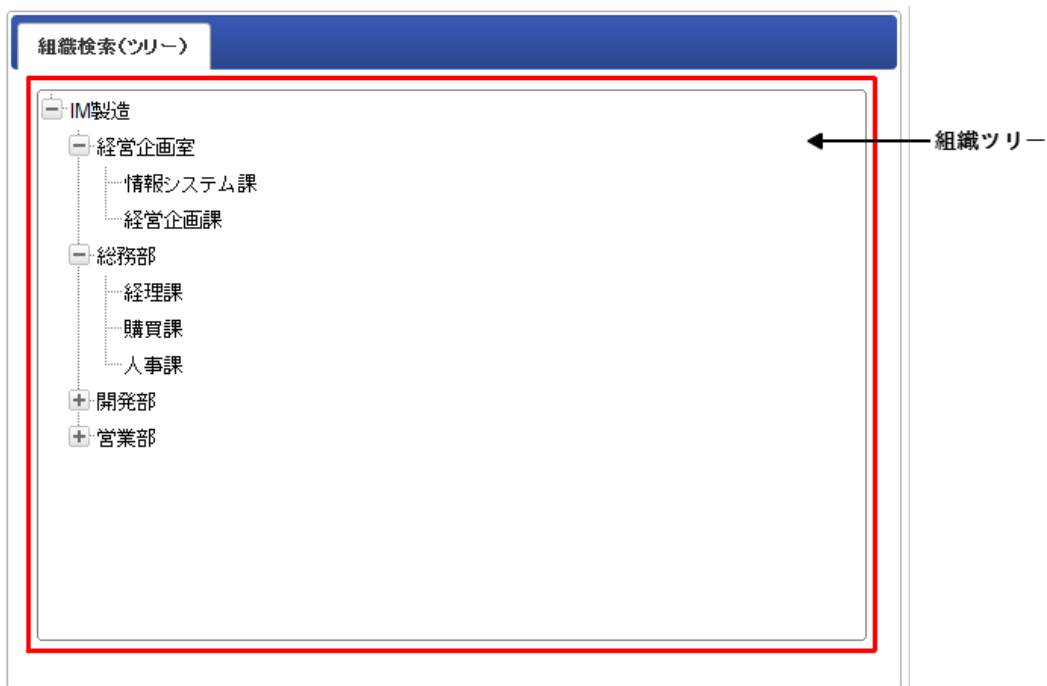 組織検索(ツリー)
IM製造
経営企画室
組織ツリー
情報システム課
経営企画課
総務部
経理課
購買課
人事課
開発部
営業部